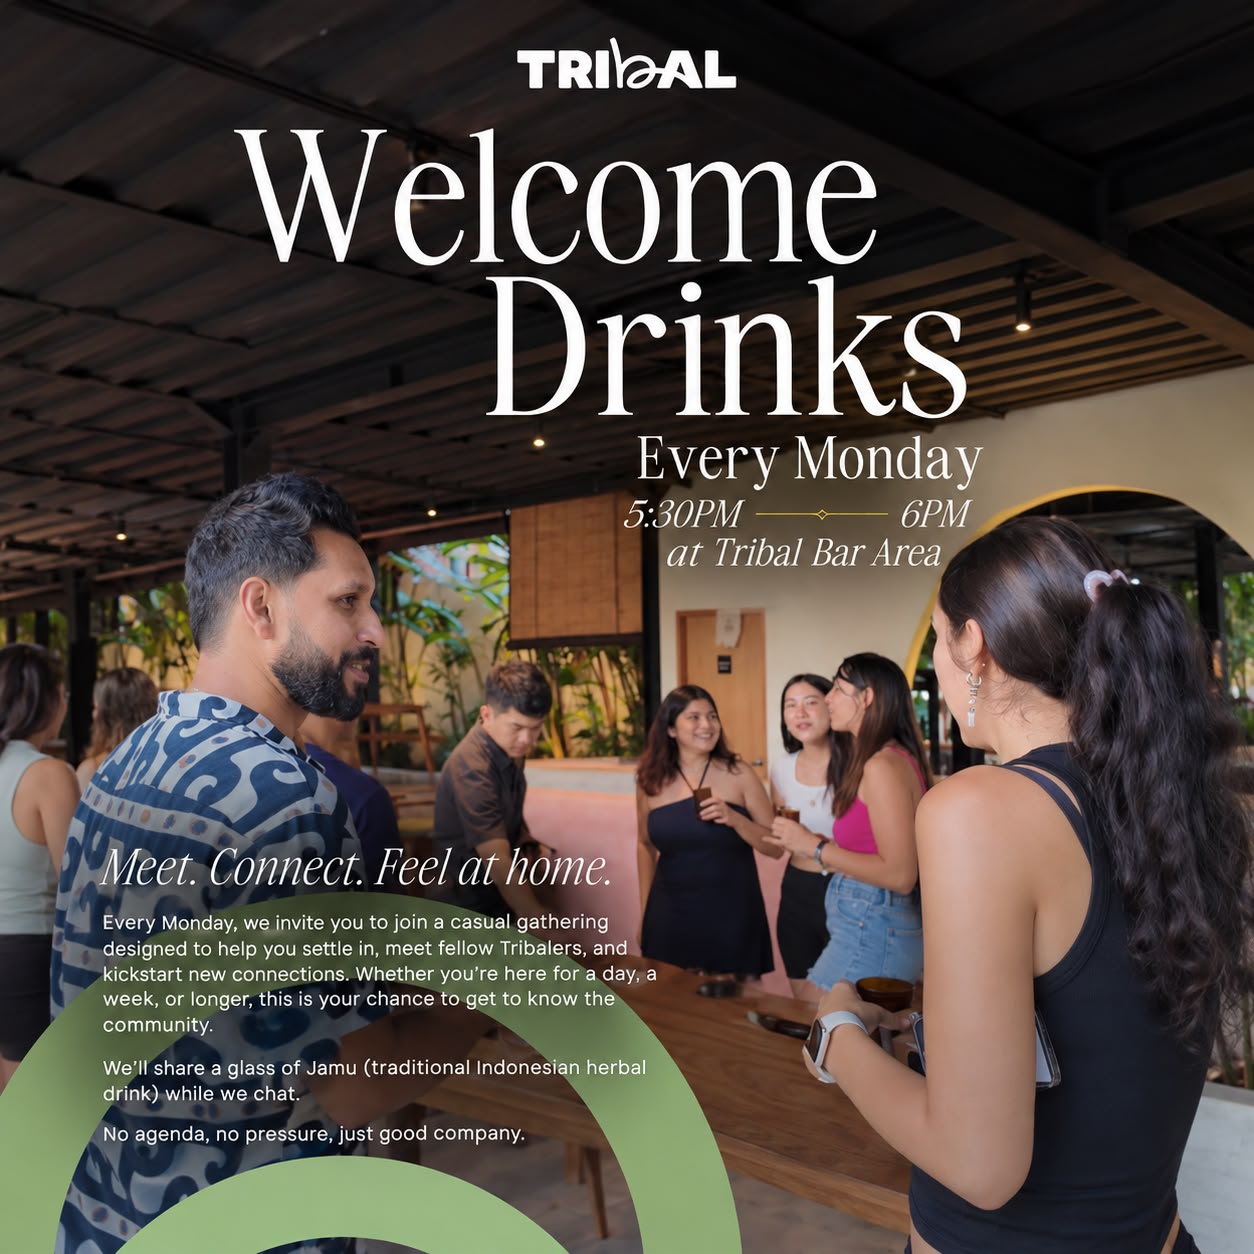 TRIbAL
Welcome
Drinks
Every Monday
5:30PM 6PM
at Tribal Bar Area
Meet. Connect. Feel at home.
Every Monday, we invite you to join a casual gathering
designed to help you settle in, meet fellow Tribalers, and
kickstart new connections. Whether you're here for a day, a
week, or longer, this is your chance to get to know the
community.
We'll share a glass of Jamu (traditional Indonesian herbal
drink) while we chat.
No agenda, no pressure, just good company.